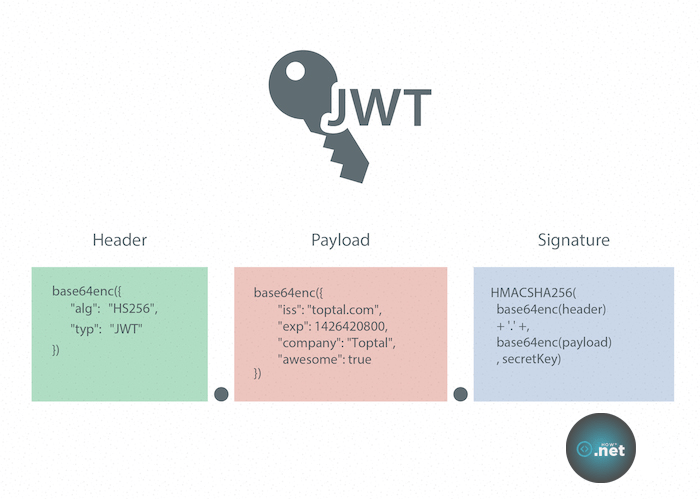 JWT
Header
Payload
Signature
base64enc({
"alg": "HS256",
"typ": "JWT"
})
base64enc({
"iss": "toptal.com",
"exp": 1426420800,
"company": "Toptal",
"awesome": true
})
HMACSHA256(
base64enc(header)
+ '.' +,
base64enc(payload)
, secretKey)
.net